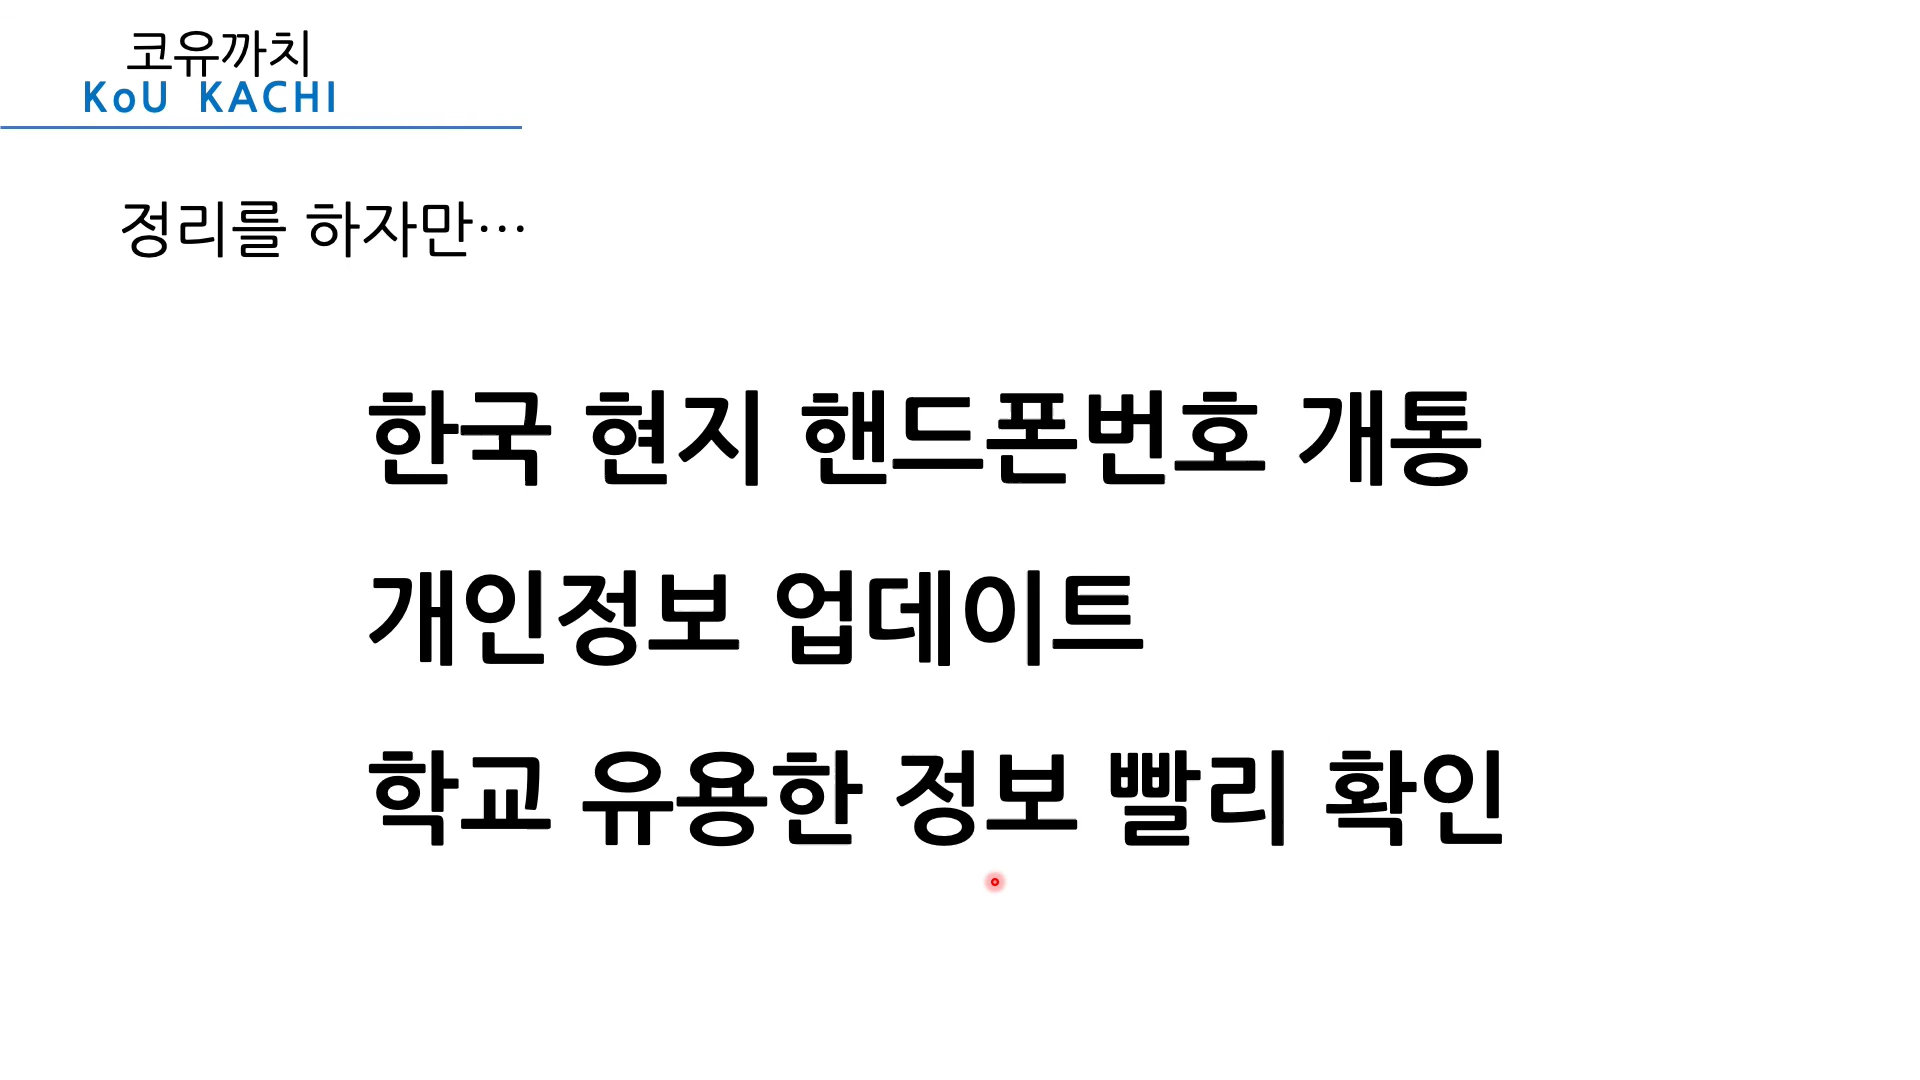 코유까치
KoU KACHI
정리를 하자만…
한국 현지 핸드폰번호 개통
개인정보 업데이트
학교 유용한 정보 빨리 확인